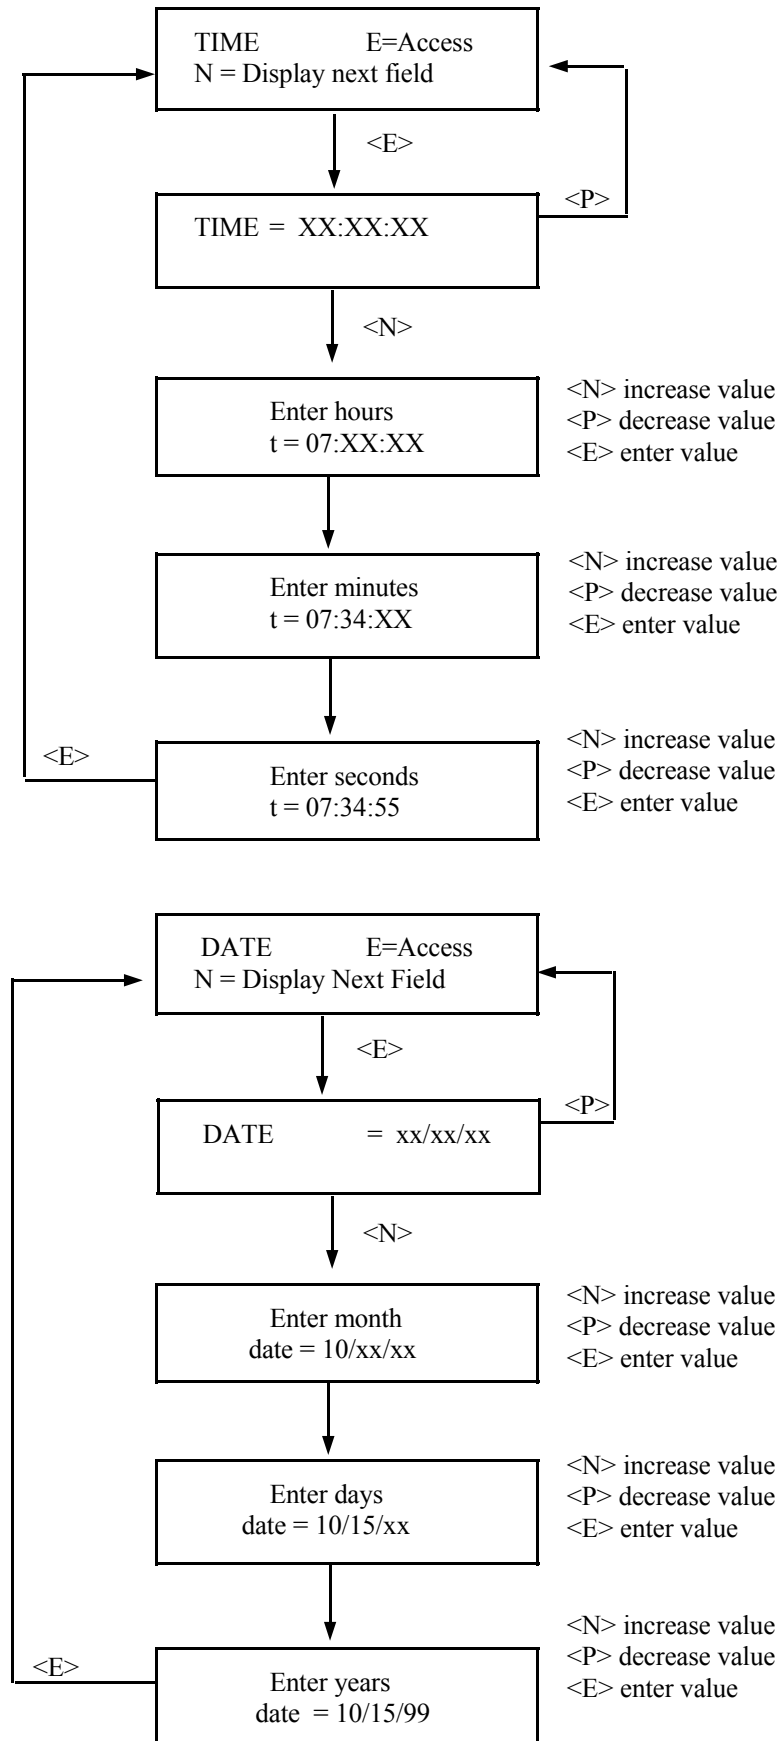 TIME E=Access
N = Display next field
<E>
<P>
TIME = XX:XX:XX
<N>
Enter hours
t = 07:XX:XX
<N> increase value
<P> decrease value
<E> enter value
Enter minutes
t = 07:34:XX
<N> increase value
<P> decrease value
<E> enter value
<E>
Enter seconds
t = 07:34:55
<N> increase value
<P> decrease value
<E> enter value
DATE E=Access
N = Display Next Field
<E>
<P>
DATE = xx/xx/xx
<N>
Enter month
date = 10/xx/xx
<N> increase value
<P> decrease value
<E> enter value
Enter days
date = 10/15/xx
<N> increase value
<P> decrease value
<E> enter value
<E>
Enter years
date = 10/15/99
<N> increase value
<P> decrease value
<E> enter value